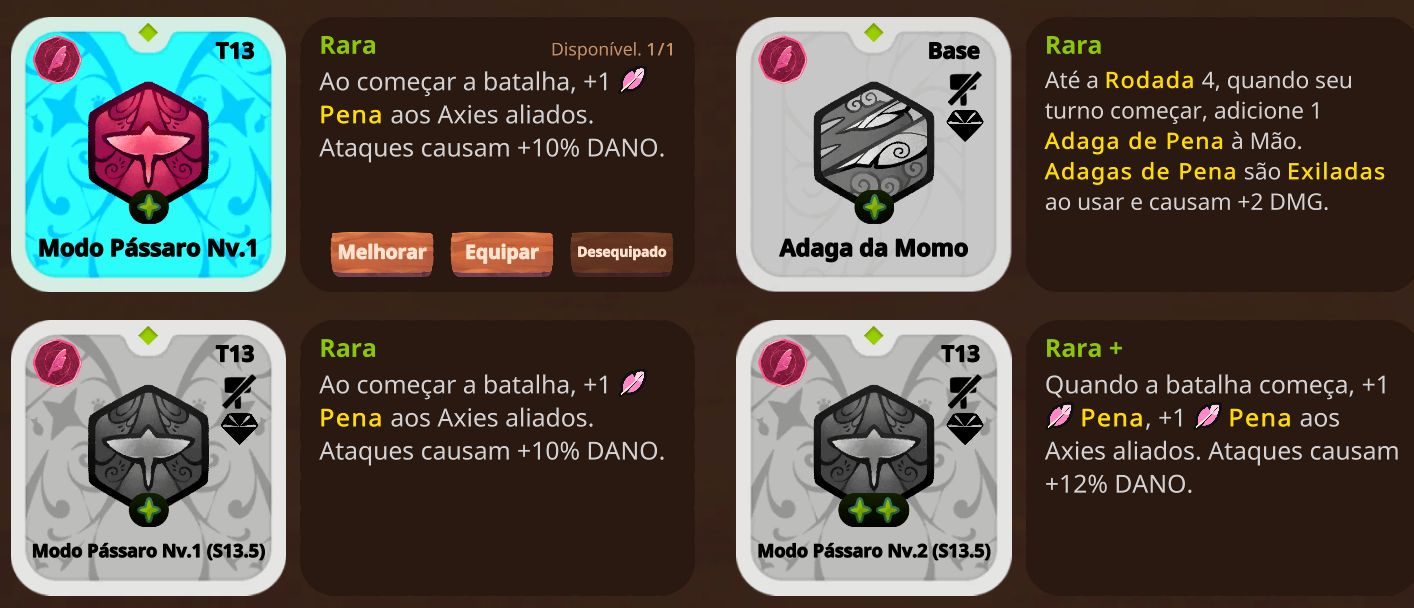 T13
Modo Pássaro Nv.1
Rara
Disponível. 1/1
Ao começar a batalha, +1
Pena aos Axies aliados.
Ataques causam +10% DANO.
Melhorar
Equipar
Desequipado
Base
Adaga da Momo
Rara
Até a Rodada 4, quando seu
turno começar, adicione 1
Adaga de Pena à Mão.
Adagas de Pena são Exiladas
ao usar e causam +2 DMG.
T13
Modo Pássaro Nv.1 (S13.5)
Rara
Ao começar a batalha, +1
Pena aos Axies aliados.
Ataques causam +10% DANO.
T13
Modo Pássaro Nv.2 (S13.5)
Rara +
Quando a batalha começa, +1
Pena, +1 Pena aos
Axies aliados. Ataques causam
+12% DANO.